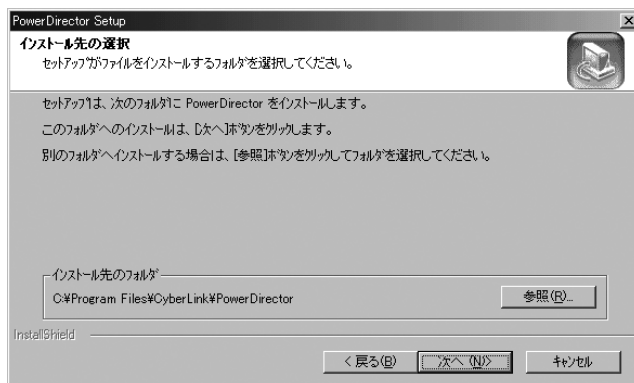 PowerDirector Setup
インストール先の選択
セットアップがファイルをインストールするフォルダを選択してください。
セットアップは、次のフォルダに PowerDirector をインストールします。
このフォルダへのインストールは、[次へ]ボタンをクリックします。
別のフォルダへインストールする場合は、[参照]ボタンをクリックしてフォルダを選択してください。
インストール先のフォルダ
C:¥Program Files¥CyberLink¥PowerDirector
参照(R)...
InstallShield
< 戻る(B)
次へ (N)>
キャンセル